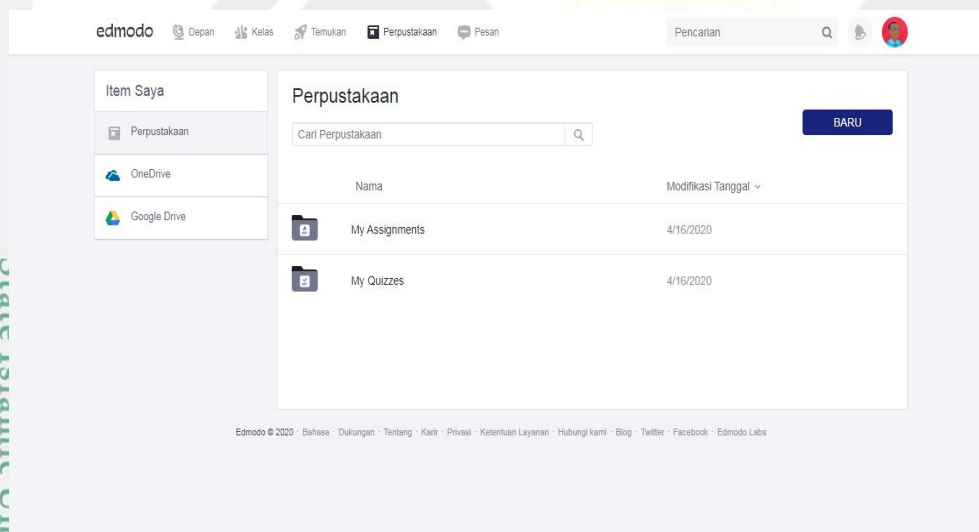 edmodo Depan Kelas Temukan Perpustakaan Pesan Pencarian
Item Saya
Perpustakaan
OneDrive
Google Drive
Perpustakaan
Cari Perpustakaan
BARU
Nama Modifikasi Tanggal
My Assignments 4/16/2020
My Quizzes 4/16/2020
Edmodo © 2020 · Bahasa · Dukungan · Tentang · Karir · Privasi · Ketentuan Layanan · Hubungi kami · Blog · Twitter · Facebook · Edmodo Labs
State Islamic